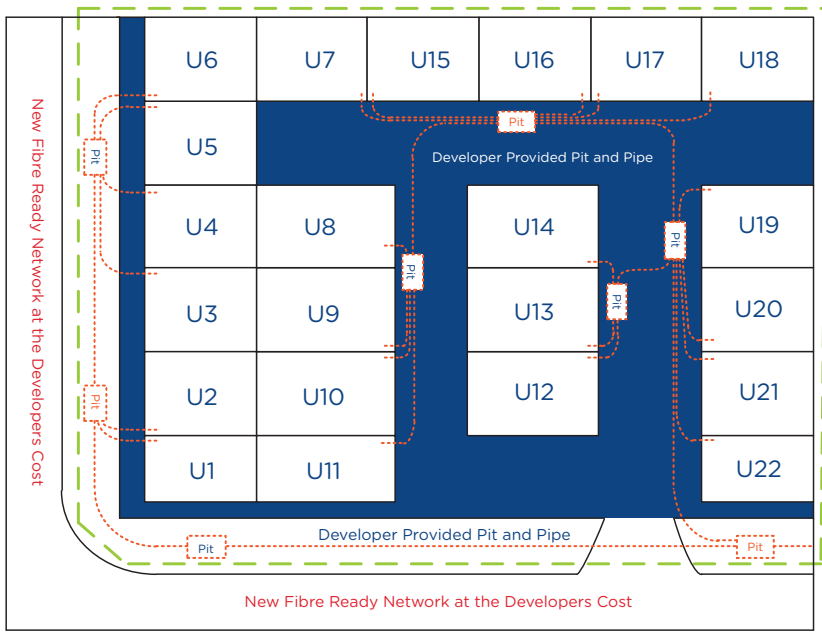 U6
U7
U15
U16
U17
U18
Pit
U5
Pit
Developer Provided Pit and Pipe
New Fibre Ready Network at the Developers Cost
U4
U8
U14
Pit
U19
Pit
U3
U9
U13
Pit
U20
U2
U10
U12
U21
Pit
U1
U11
U22
Developer Provided Pit and Pipe
Pit
Pit
New Fibre Ready Network at the Developers Cost